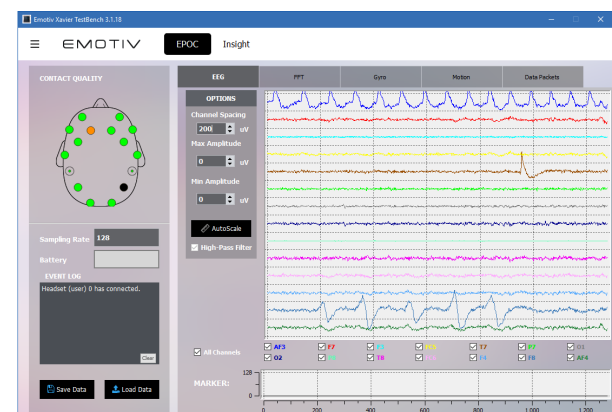 Emotiv Xavier TestBench 3.1.18
EMOTIV EPOC Insight
CONTACT QUALITY
EEG FFT Gyro Motion Data Packets
OPTIONS
Channel Spacing
200 uV
Max Amplitude
0 uV
Min Amplitude
0 uV
AutoScale
High-Pass Filter
Sampling Rate 128
Battery
EVERT LOG
Headset (user) 0 has connected.
Clear
Save Data Load Data
All Channels
AF3 F7 F3 FC5 T7 P7 O1
O2 T8 F4 F8 AF4
MARKER:
128
0
0 200 400 600 800 1.000 1.200